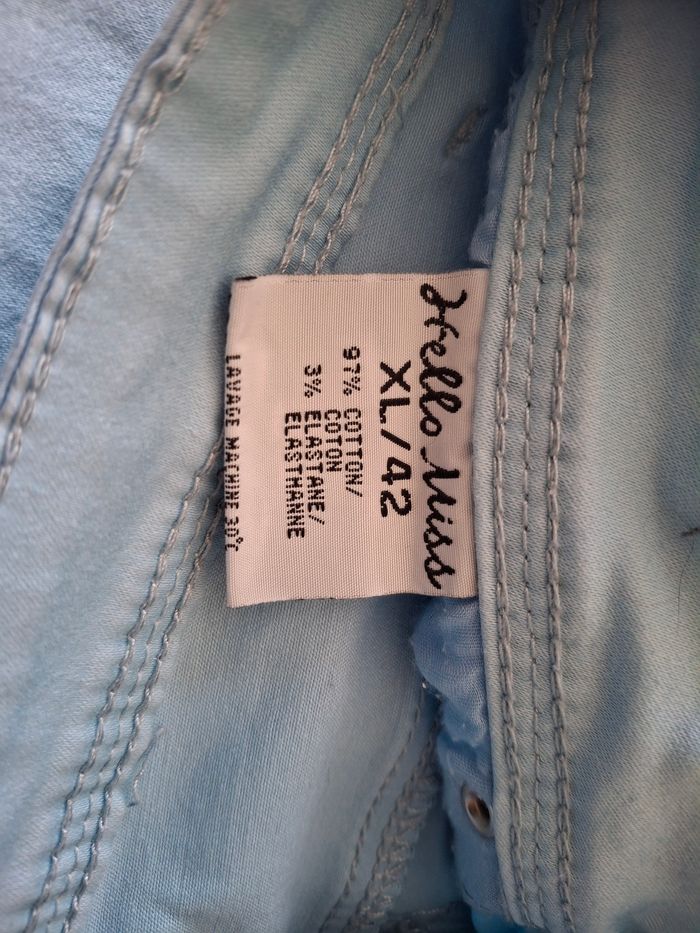 Hello Miss
XL/42
97% COTTON/
COTON
3% ELASTANE/
ELASTHANNE
LAVAGE MACHINE 30°C